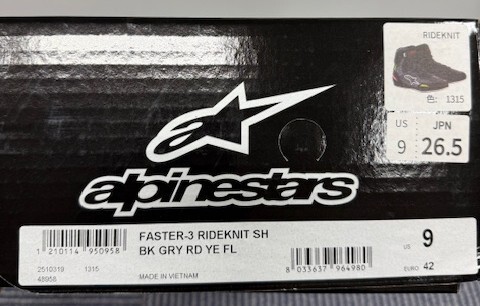 RIDEKNIT
色: 1315
US JPN
9 26.5
alpinestars
FASTER-3 RIDEKNIT SH
BK GRY RD YE FL
1 210114 950958
2510319 1315
48958
MADE IN VIETNAM
8 033637 964980
US 9
EURO 42